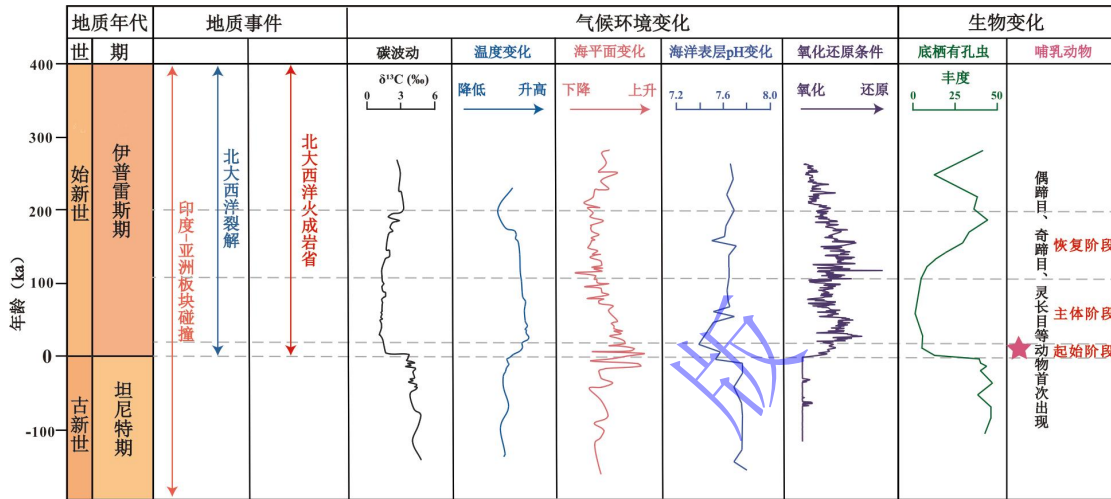 地质年代 地质事件 气候环境变化 生物变化
世 期 碳波动 温度变化 海平面变化 海洋表层pH变化 氧化还原条件 底栖有孔虫 哺乳动物
δ¹³C (‰) 降低 升高 下降 上升 7.2 7.6 8.0 氧化 还原 丰度
0 3 6
0 25 50
年龄 (ka)
400
300
200
100
0
-100
始新世
古新世
伊普雷斯期
坦尼特期
印度-亚洲板块碰撞
北大西洋裂解
北大西洋火成岩省
偶蹄目、奇蹄目、灵长目等动物首次出现
恢复阶段
主体阶段
起始阶段